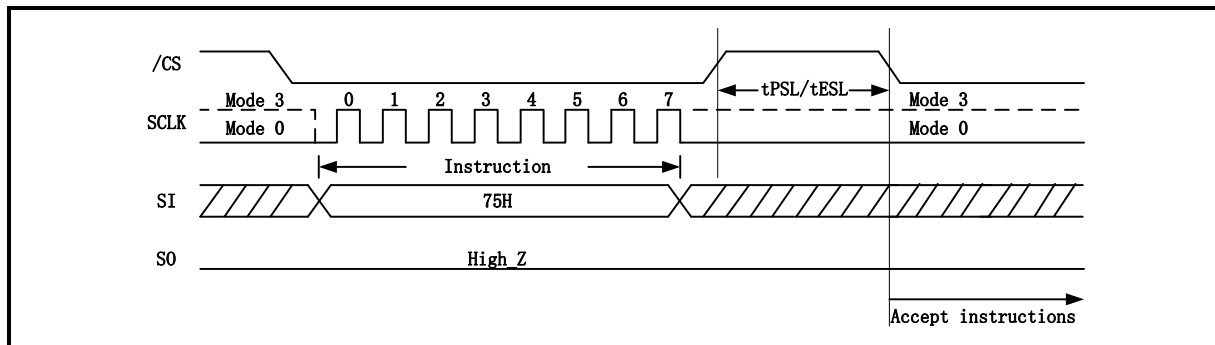 /CS
tPSL/tESL
Mode 3 0 1 2 3 4 5 6 7 Mode 3
SCLK
Mode 0 Mode 0
Instruction
SI 75H
SO High_Z
Accept instructions